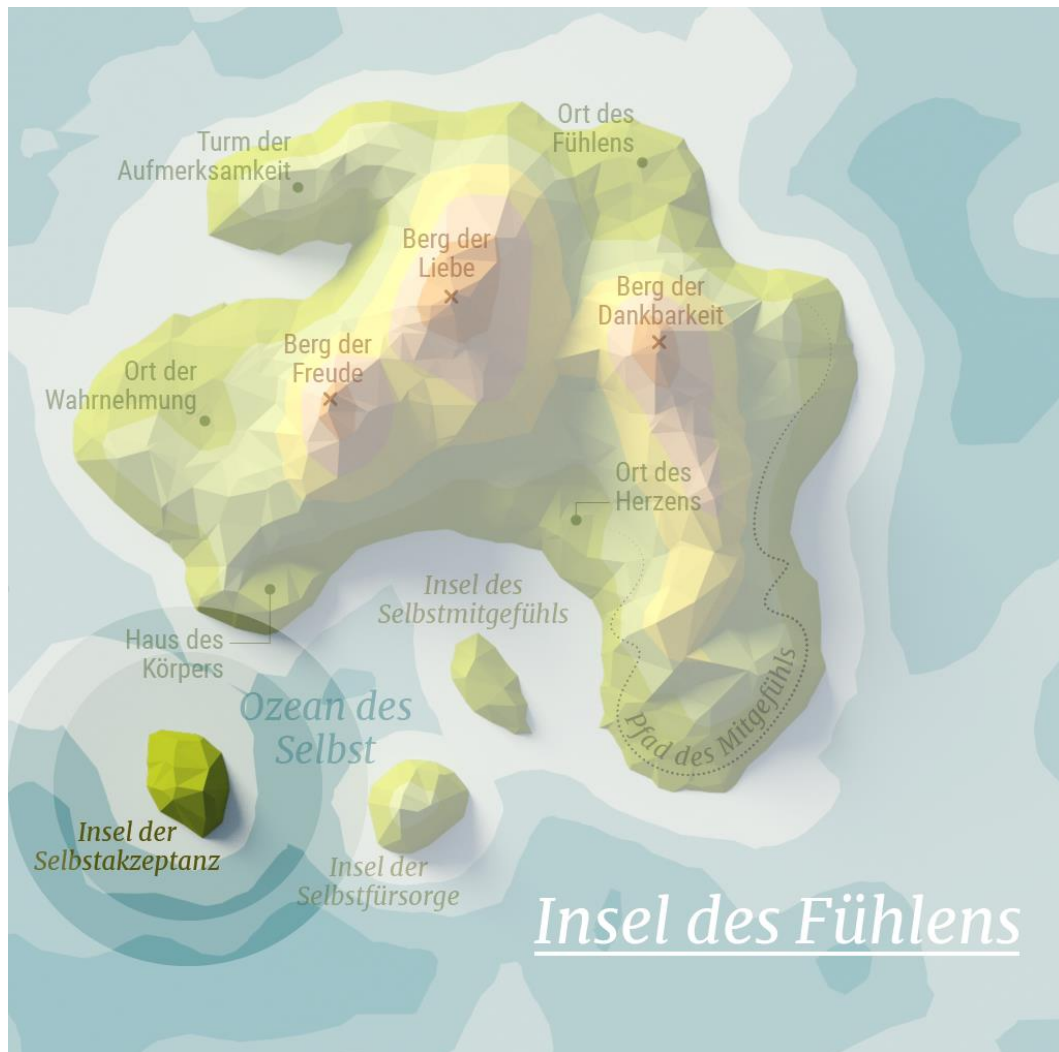 Turm der
Aufmerksamkeit
Ort des
Fühlens
Berg der
Liebe
Berg der
Dankbarkeit
Berg der
Freude
Ort der
Wahrnehmung
Ort des
Herzens
Insel des
Selbstmitgefühls
Haus des
Körpers
Ozean des
Selbst
Pfad des Mitgefühls
Insel der
Selbstakzeptanz
Insel der
Selbstfürsorge
Insel des Fühlens